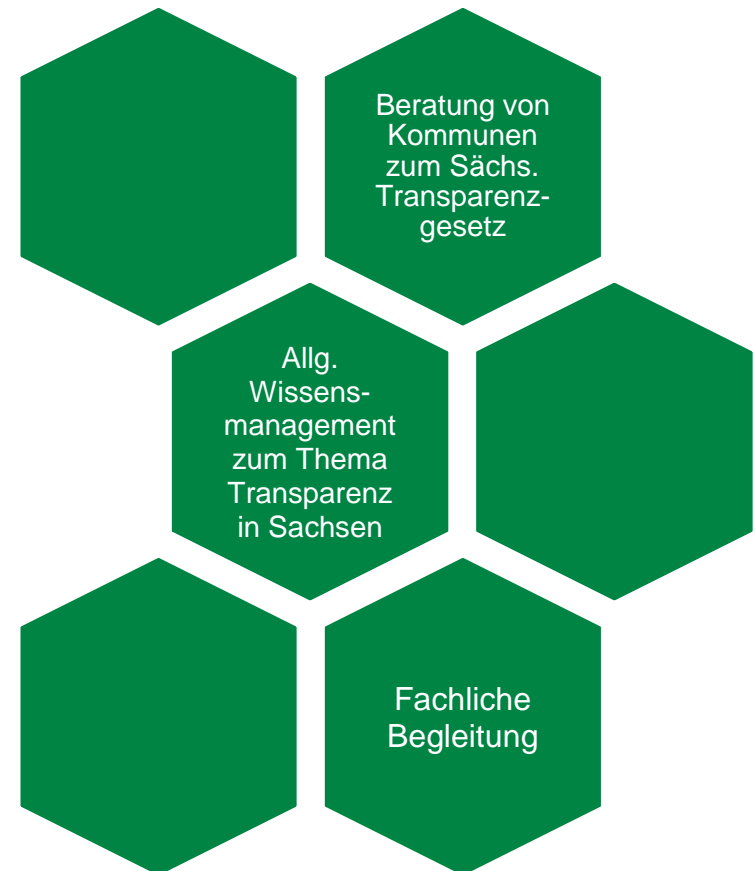 Beratung von
Kommunen
zum Sächs.
Transparenz-
gesetz
Allg.
Wissens-
management
zum Thema
Transparenz
in Sachsen
Fachliche
Begleitung